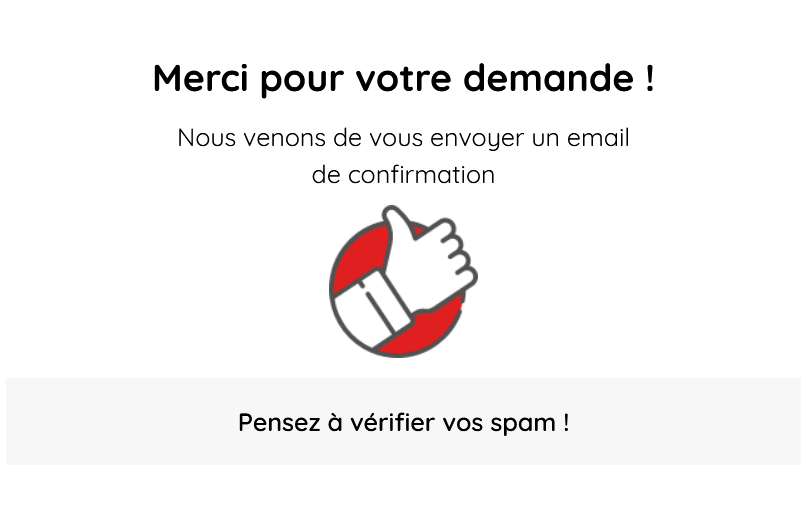 Merci pour votre demande !
Nous venons de vous envoyer un email
de confirmation
Pensez à vérifier vos spam !